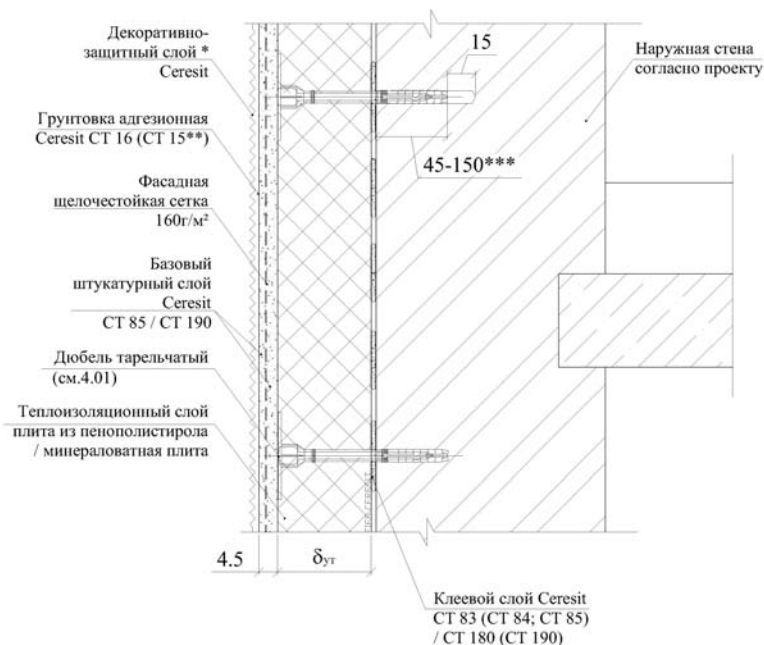 Декоративно-
защитный слой *
Ceresit
Грунтовка адгезионная
Ceresit CT 16 (CT 15**)
Фасадная
щелочестойкая сетка
160г/м²
Базовый
штукатурный слой
Ceresit
CT 85 / CT 190
Дюбель тарельчатый
(см.4.01)
Теплоизоляционный слой
плита из пенополистирола
/ минераловатная плита
15
45-150***
Наружная стена
согласно проекту
4.5
δут
Клеевой слой Ceresit
CT 83 (CT 84; CT 85)
/ CT 180 (CT 190)